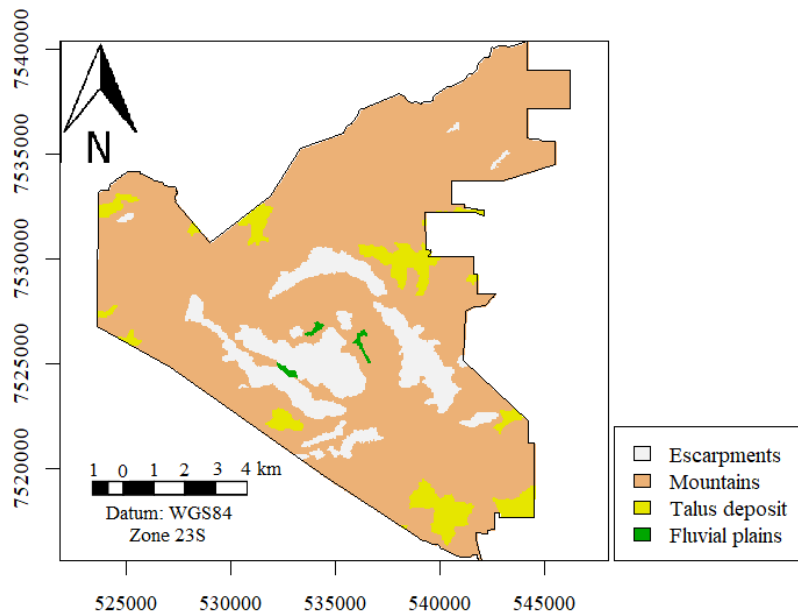 7540000
7535000
7530000
7525000
7520000
N
1 0 1 2 3 4 km
Datum: WGS84
Zone 23S
Escarpments
Mountains
Talus deposit
Fluvial plains
525000 530000 535000 540000 545000